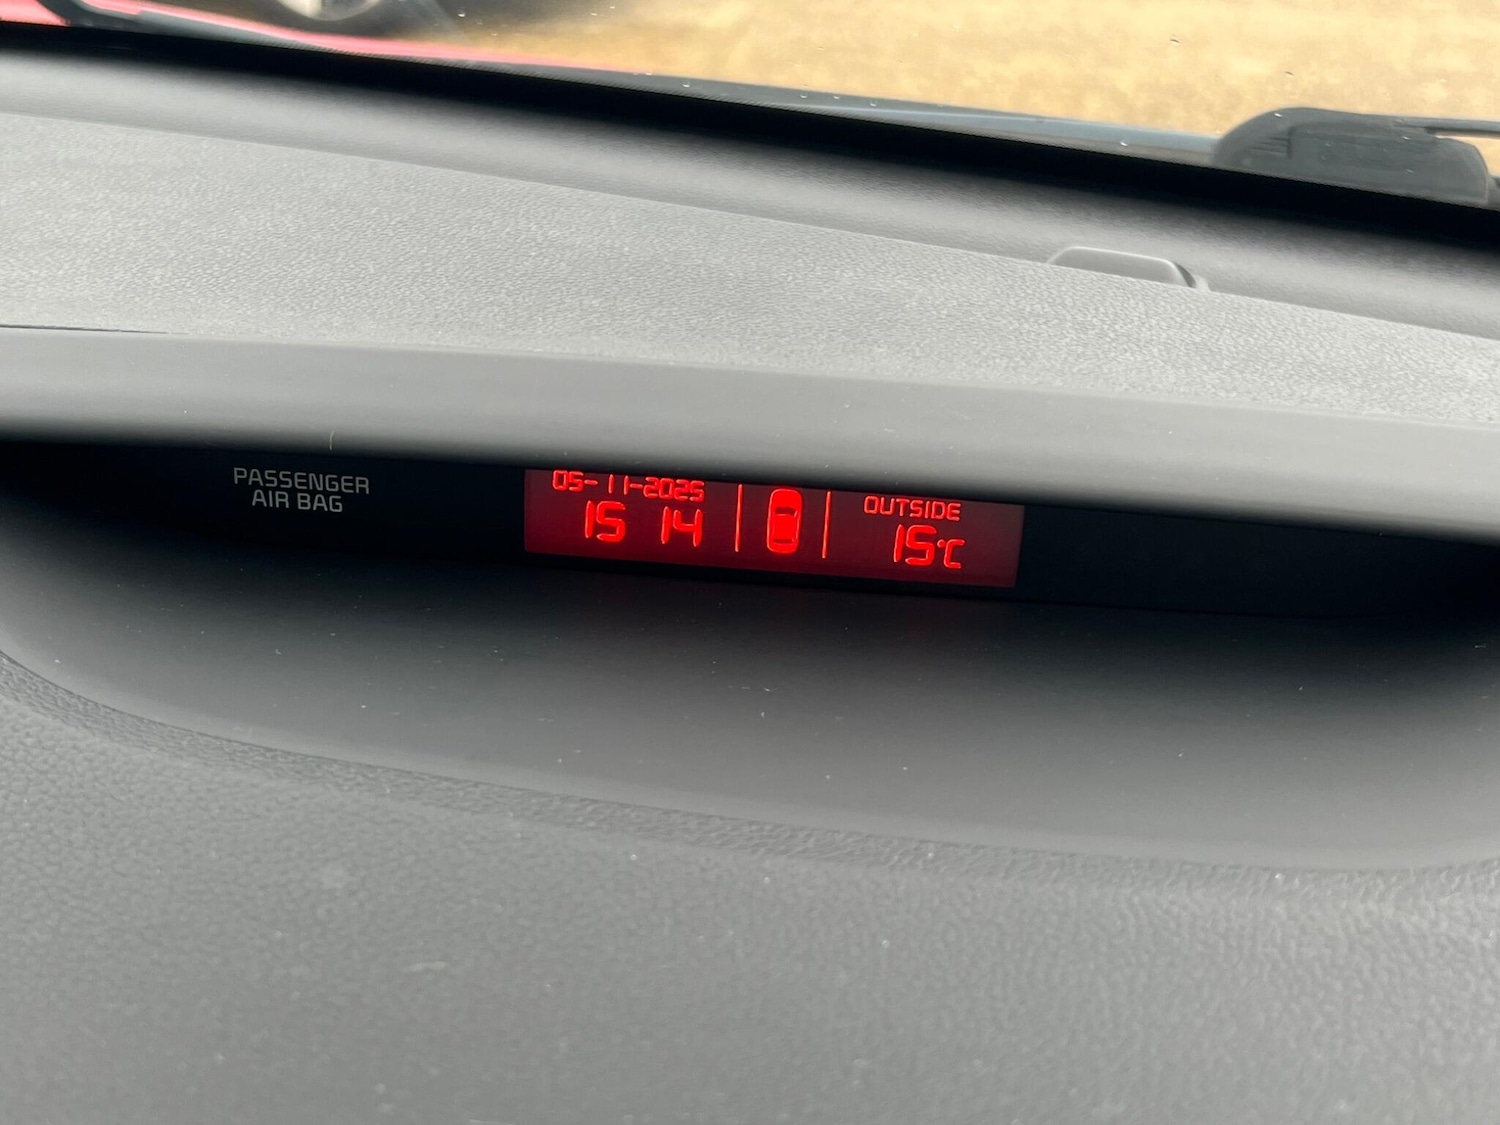 PASSENGER
AIR BAG
05-11-2025
15 14
OUTSIDE
15°C